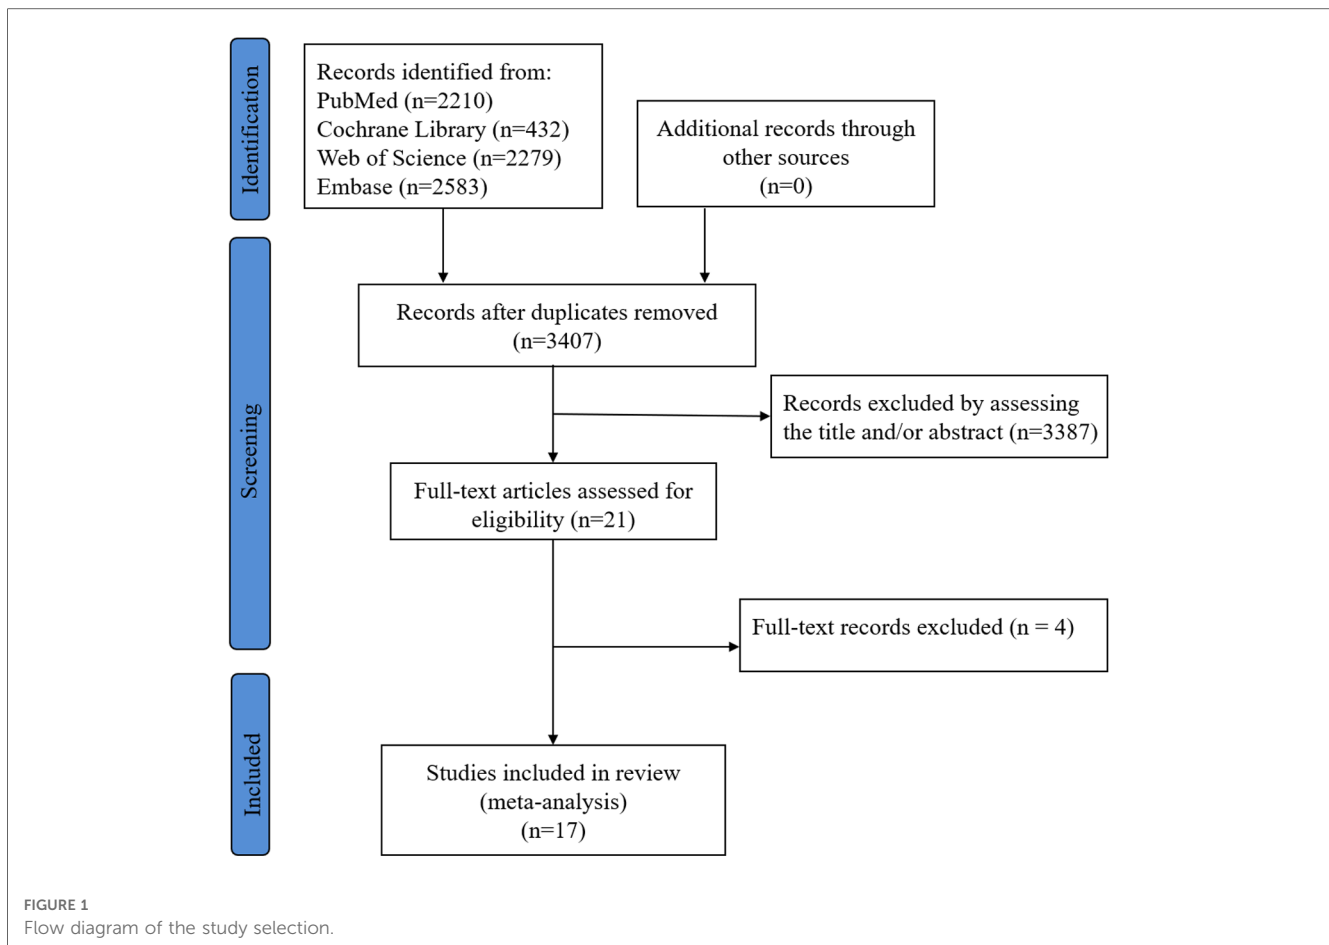 Identification
Records identified from:
PubMed (n=2210)
Cochrane Library (n=432)
Web of Science (n=2279)
Embase (n=2583)
Additional records through
other sources
(n=0)
Screening
Records after duplicates removed
(n=3407)
Records excluded by assessing
the title and/or abstract (n=3387)
Full-text articles assessed for
eligibility (n=21)
Full-text records excluded (n = 4)
Included
Studies included in review
(meta-analysis)
(n=17)
FIGURE 1
Flow diagram of the study selection.